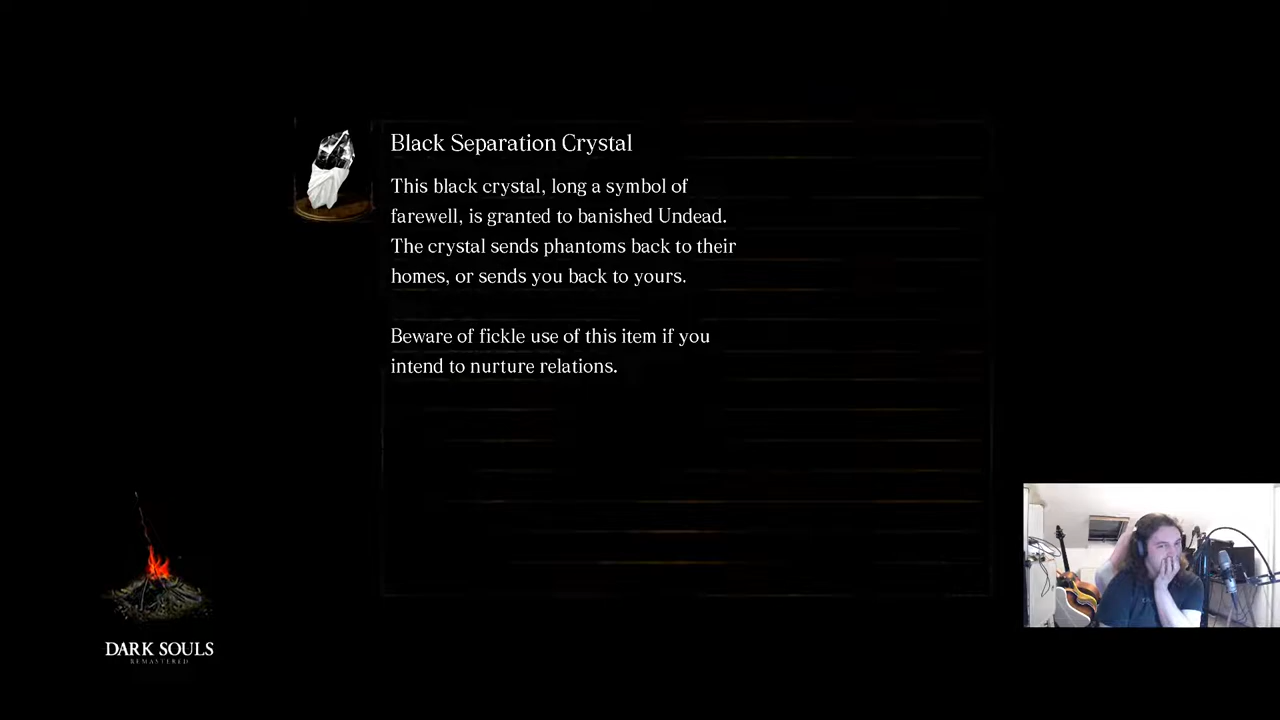 Black Separation Crystal
This black crystal, long a symbol of
farewell, is granted to banished Undead.
The crystal sends phantoms back to their
homes, or sends you back to yours.
Beware of fickle use of this item if you
intend to nurture relations.
DARK SOULS
REMASTERED